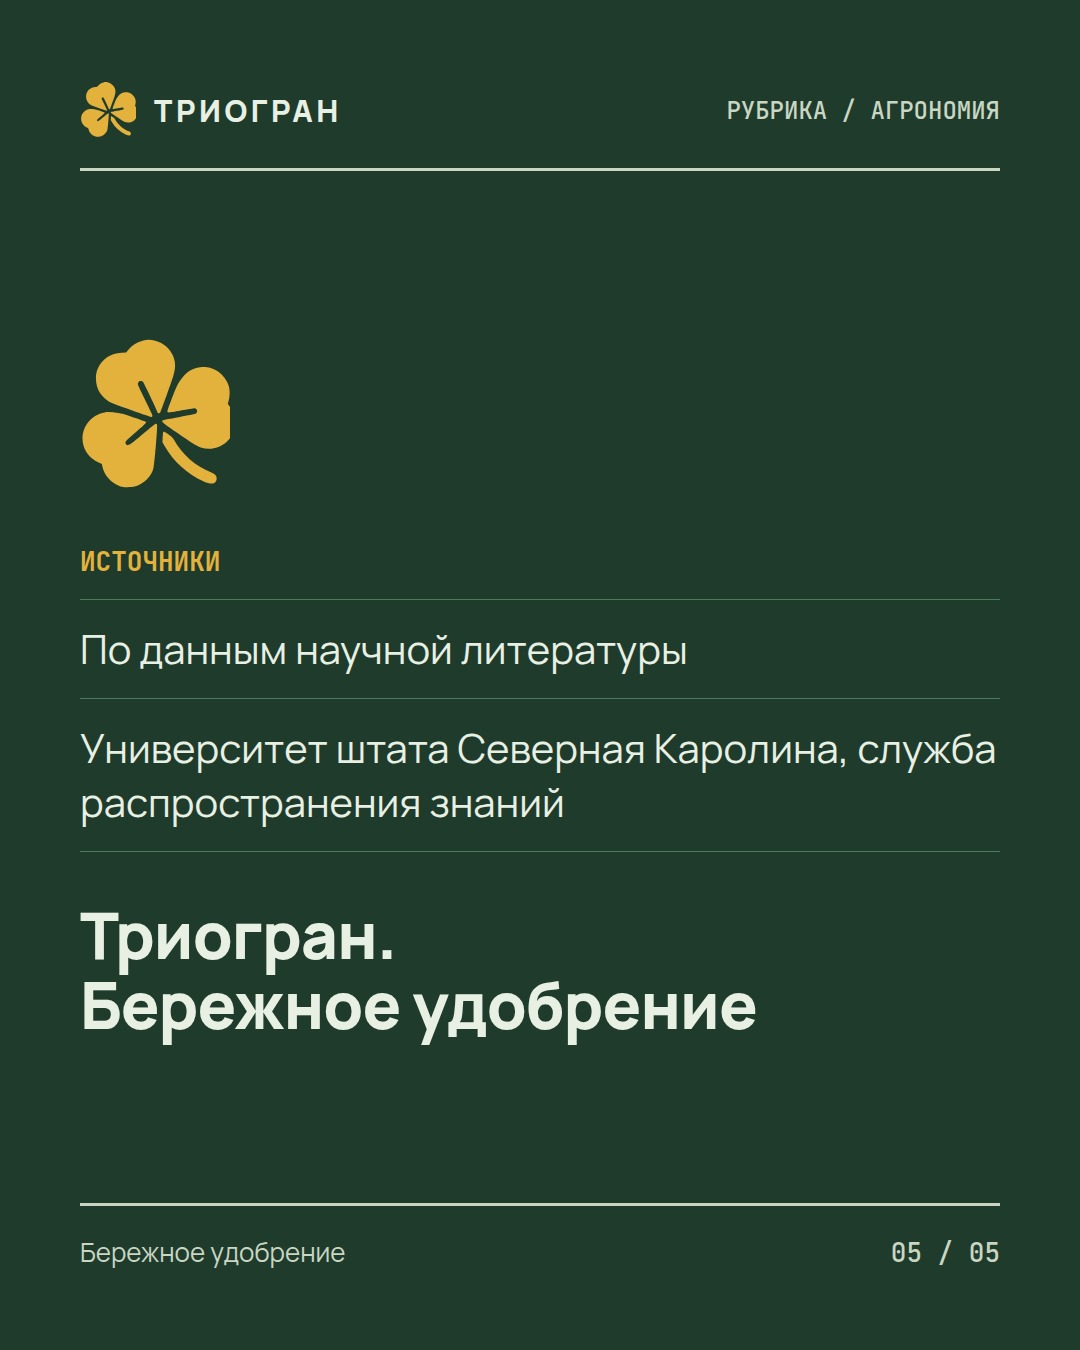 ТРИОГРАН
РУБРИКА / АГРОНОМИЯ
ИСТОЧНИКИ
По данным научной литературы
Университет штата Северная Каролина, служба
распространения знаний
Триогран.
Бережное удобрение
Бережное удобрение
05 / 05